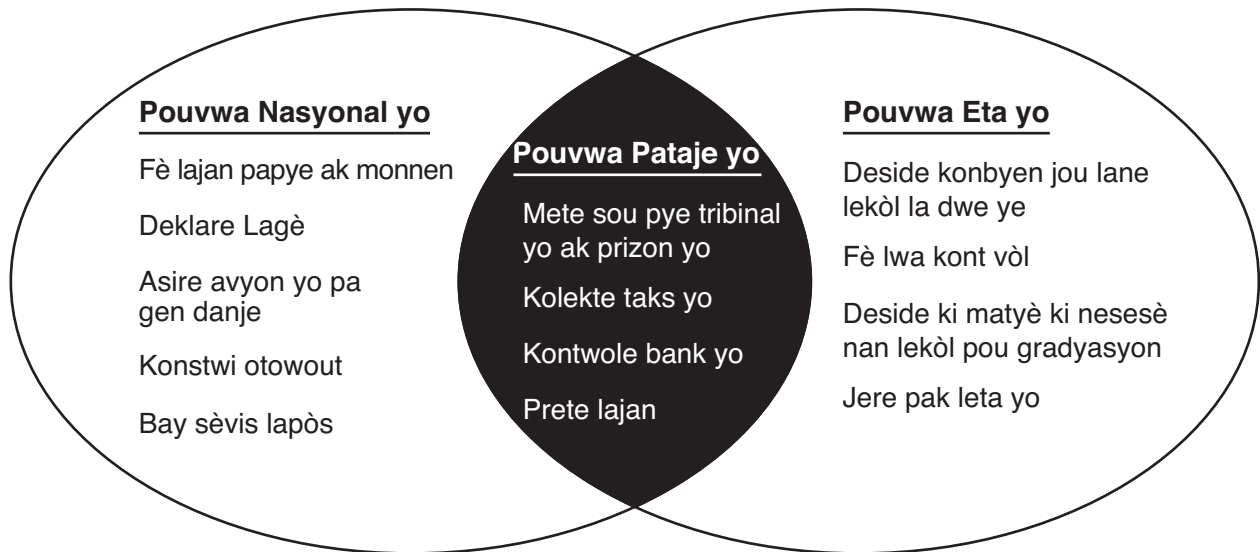 Pouvwa Nasyonal yo
Fè lajan papye ak monnen
Deklare Lagè
Asire avyon yo pa
gen danje
Konstwi otowout
Bay sèvis lapòs
Pouvwa Pataje yo
Mete sou pye tribinal
yo ak prizon yo
Kolekte taks yo
Kontwole bank yo
Prete lajan
Pouvwa Eta yo
Deside konbyen jou lane
lekòl la dwe ye
Fè lwa kont vòl
Deside ki matyè ki nesesè
nan lekòl pou gradyasyon
Jere pak leta yo